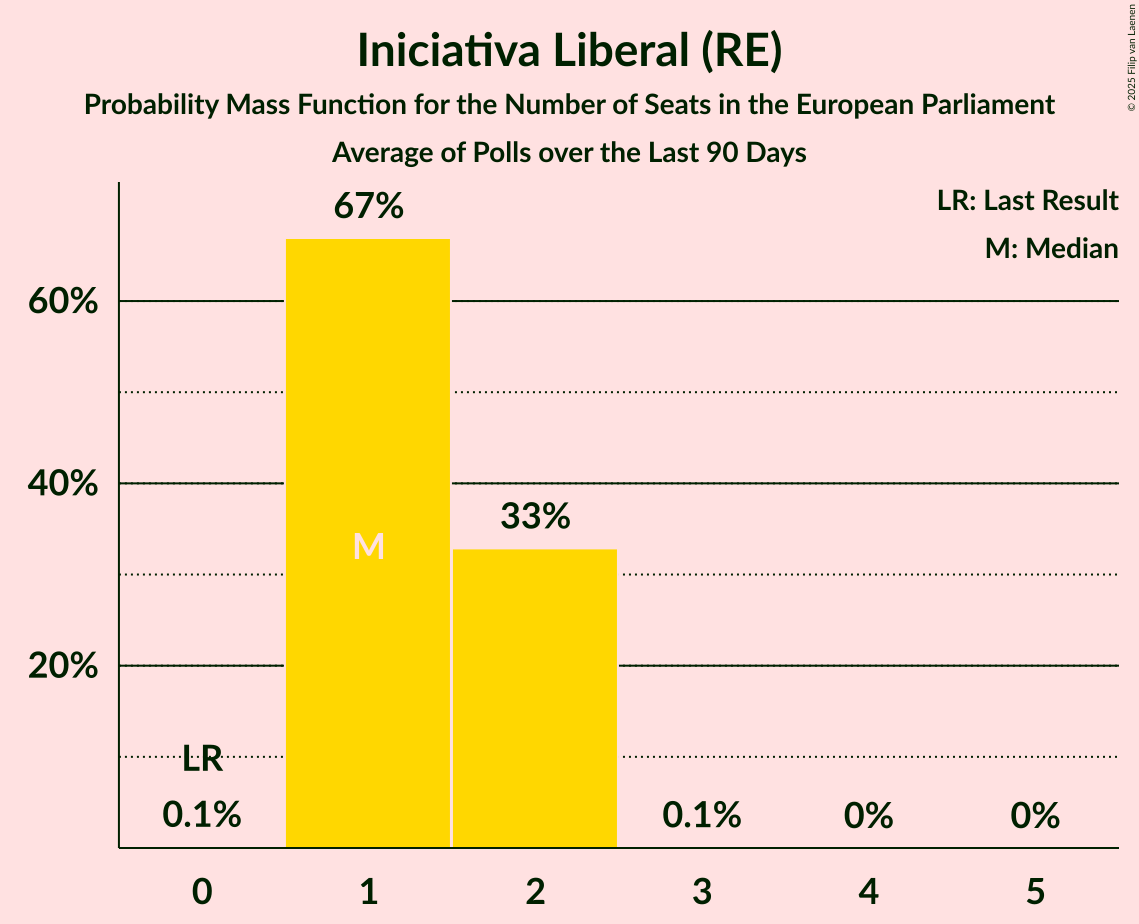 Iniciativa Liberal (RE)
Probability Mass Function for the Number of Seats in the European Parliament
Average of Polls over the Last 90 Days
© 2025 Filip van Laenen
LR: Last Result
M: Median
67%
60%
40%
33%
M
20%
LR
0.1%
0.1%
0%
0%
0
1
2
3
4
5